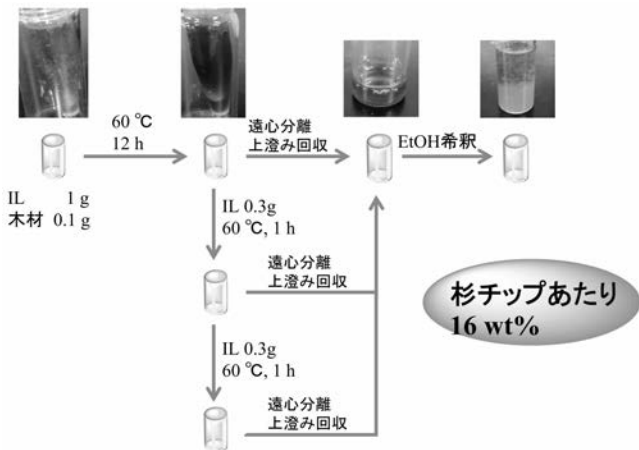 60 ℃
12 h
遠心分離
上澄み回収
EtOH希釈
IL 1 g
木材 0.1 g
IL 0.3g
60 ℃, 1 h
遠心分離
上澄み回収
杉チップあたり
16 wt%
IL 0.3g
60 ℃, 1 h
遠心分離
上澄み回収